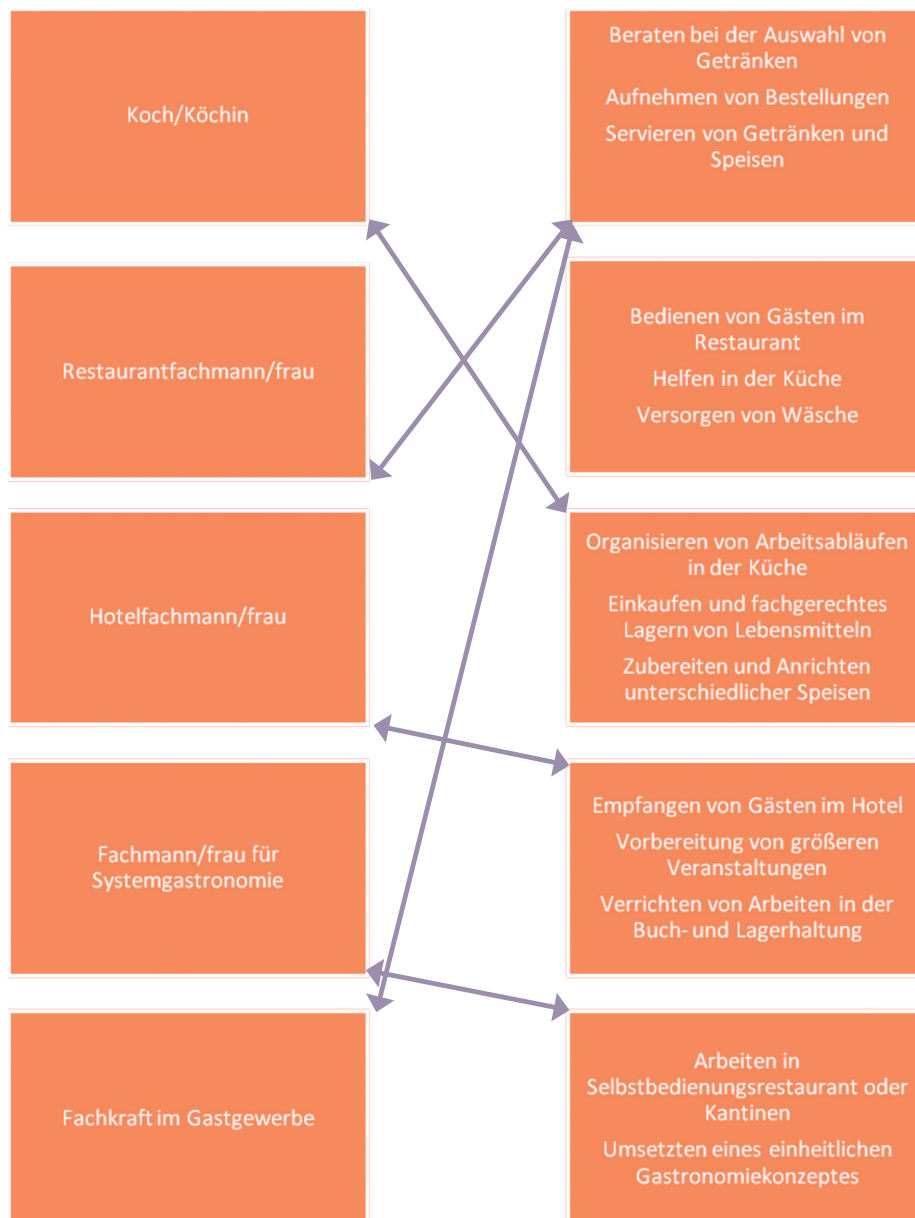 Koch/Köchin
Restaurantfachmann/frau
Hotelfachmann/frau
Fachmann/frau für
Systemgastronomie
Fachkraft im Gastgewerbe
Beraten bei der Auswahl von
Getränken
Aufnehmen von Bestellungen
Servieren von Getränken und
Speisen
Bedienen von Gästen im
Restaurant
Helfen in der Küche
Versorgen von Wäsche
Organisieren von Arbeitsabläufen
in der Küche
Einkaufen und fachgerechtes
Lagern von Lebensmitteln
Zubereiten und Anrichten
unterschiedlicher Speisen
Empfangen von Gästen im Hotel
Vorbereitung von größeren
Veranstaltungen
Verrichten von Arbeiten in der
Buch- und Lagerhaltung
Arbeiten in
Selbstbedienungsrestaurant oder
Kantinen
Umsetzten eines einheitlichen
Gastronomiekonzeptes